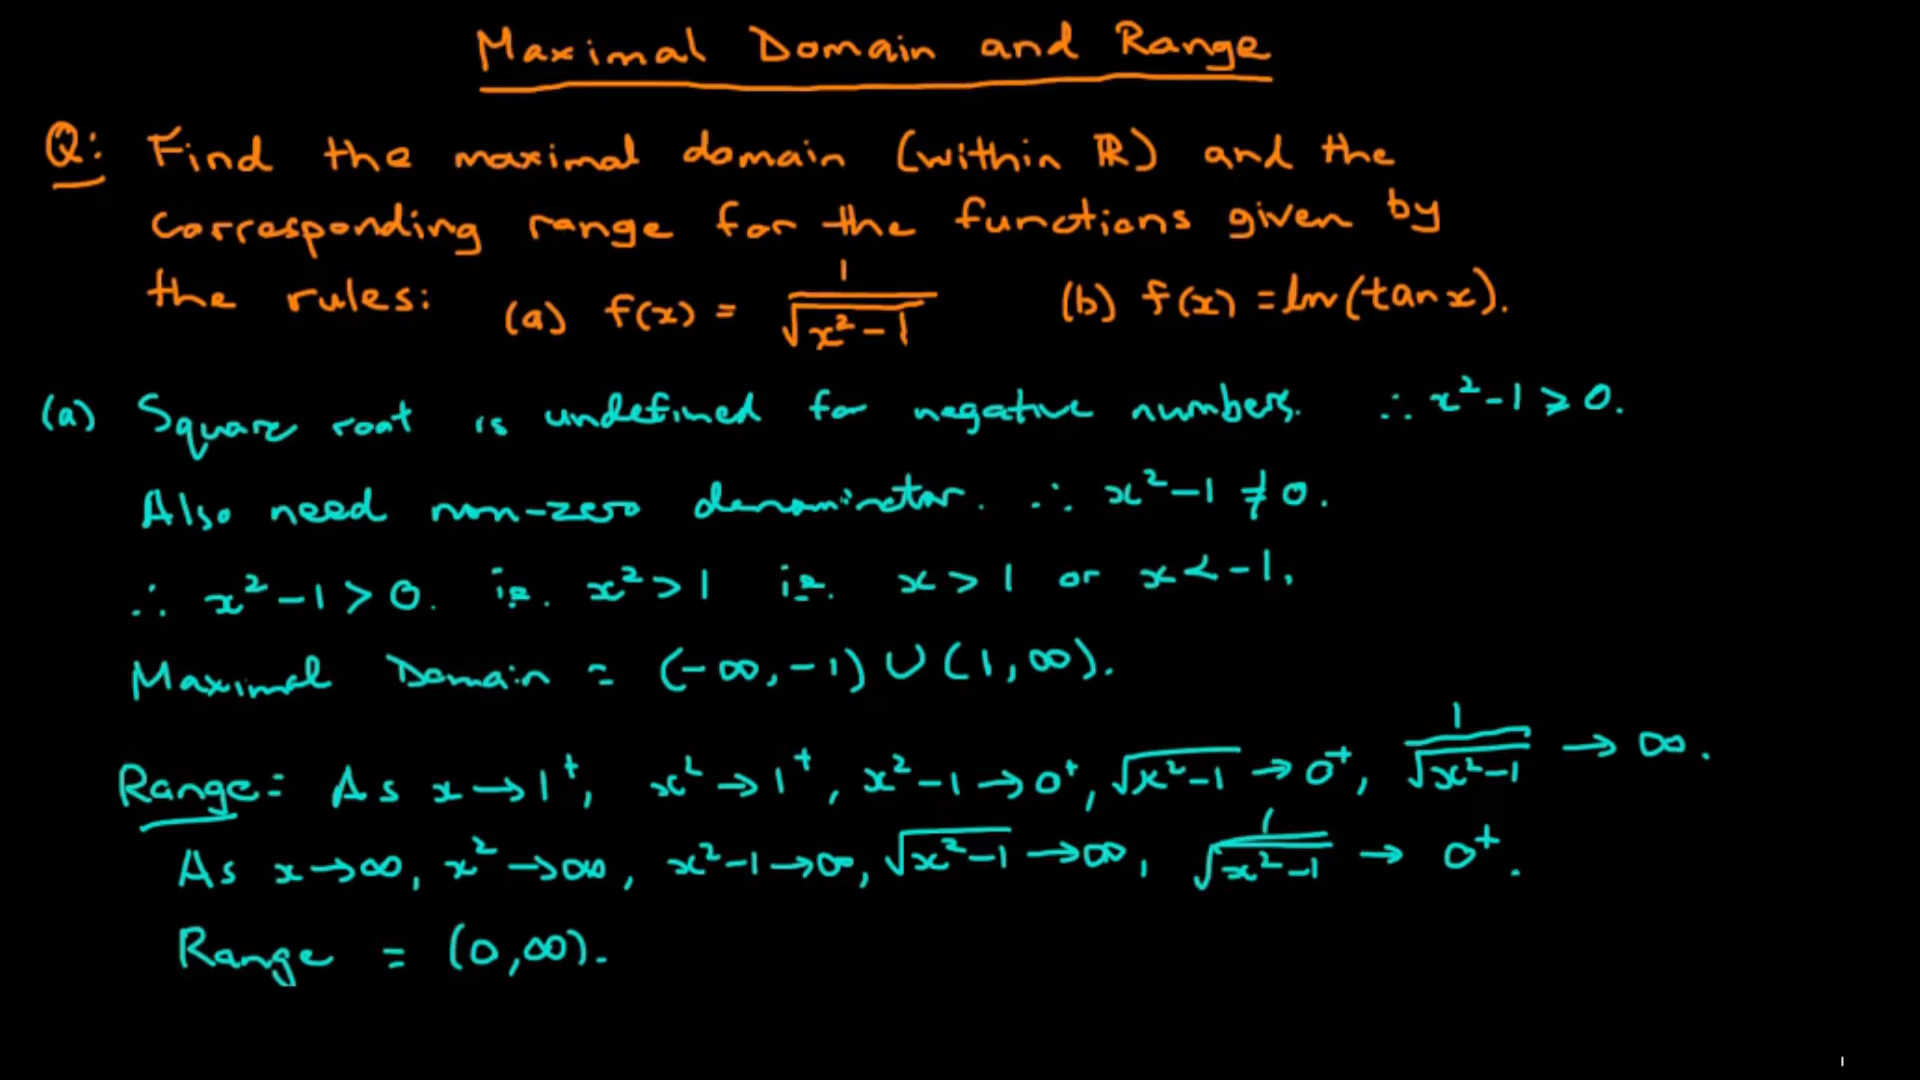 Maximal Domain and Range
Q: Find the maximal domain (within ℝ) and the
corresponding range for the functions given by
the rules: (a) f(x) = 1/√(x²-1) (b) f(x) = ln(tan x).
(a) Square root is undefined for negative numbers. ∴ x²-1 ≥ 0.
Also need non-zero denominator. ∴ x²-1 ≠ 0.
∴ x²-1 > 0. ie. x² > 1 ie. x > 1 or x < -1.
Maximal Domain = (-∞, -1) ∪ (1, ∞).
Range: As x → 1⁺, x² → 1⁺, x²-1 → 0⁺, √(x²-1) → 0⁺, 1/√(x²-1) → ∞.
As x → ∞, x² → ∞, x²-1 → ∞, √(x²-1) → ∞, 1/√(x²-1) → 0⁺.
Range = (0, ∞).
1